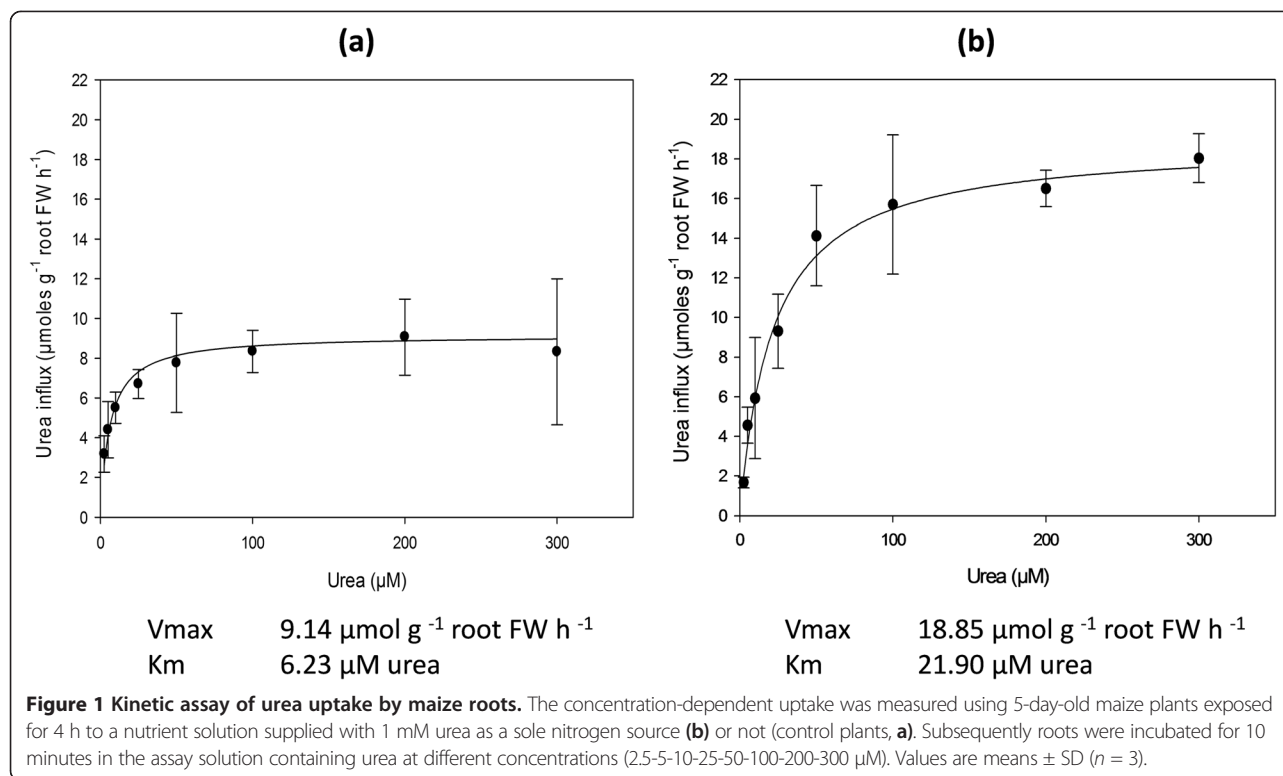 (a)
22
20
18
16
14
12
10
8
6
4
2
0
Urea influx (µmoles g⁻¹ root FW h⁻¹)
0 100 200 300
Urea (µM)
Vmax 9.14 µmol g ⁻¹ root FW h ⁻¹
Km 6.23 µM urea
(b)
22
20
18
16
14
12
10
8
6
4
2
0
Urea influx (µmoles g⁻¹ root FW h⁻¹)
0 100 200 300
Urea (µM)
Vmax 18.85 µmol g ⁻¹ root FW h ⁻¹
Km 21.90 µM urea
Figure 1 Kinetic assay of urea uptake by maize roots. The concentration-dependent uptake was measured using 5-day-old maize plants exposed
for 4 h to a nutrient solution supplied with 1 mM urea as a sole nitrogen source (b) or not (control plants, a). Subsequently roots were incubated for 10
minutes in the assay solution containing urea at different concentrations (2.5-5-10-25-50-100-200-300 µM). Values are means ± SD (n = 3).